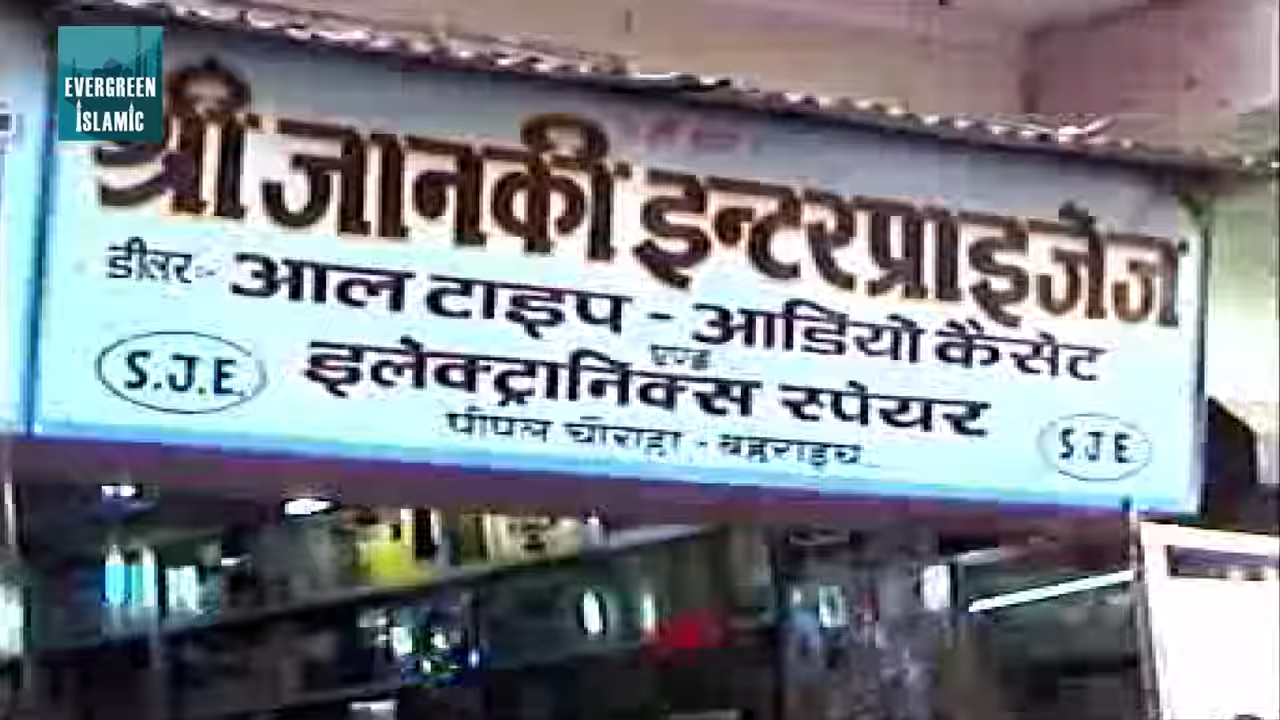 EVERGREEN
ISLAMIC
श्री जानकी इन्टरप्राइजेज
डीलर:- आल टाइप - आडियो कैसेट
एण्ड
S.J.E. इलेक्ट्रानिक्स स्पेयर
पीपल चौराहा - बहराइच
S J E